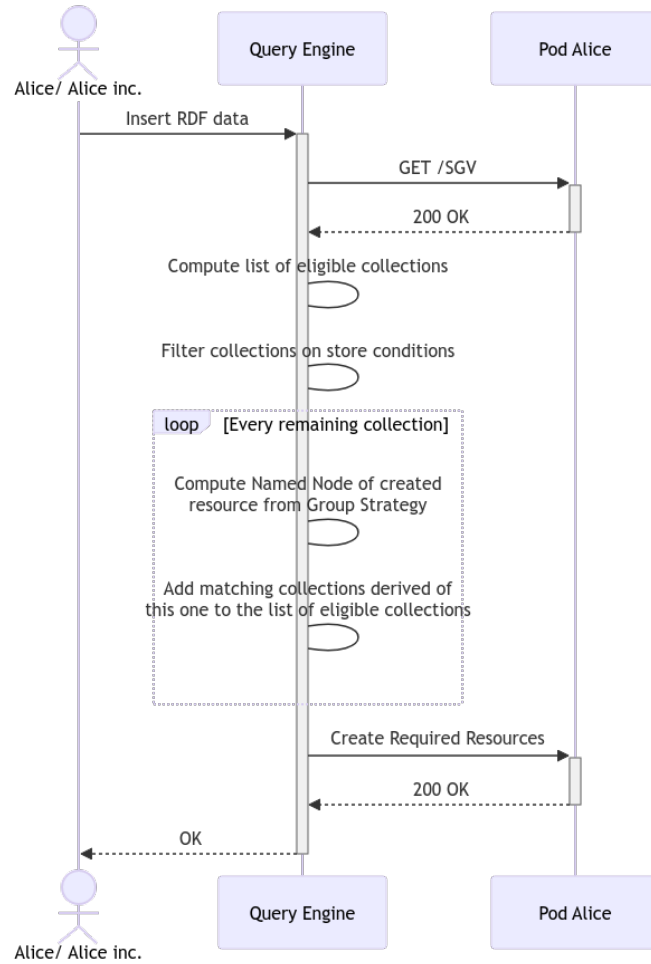 Query Engine
Pod Alice
Alice/ Alice inc.
Insert RDF data
GET /SGV
200 OK
Compute list of eligible collections
Filter collections on store conditions
loop
[Every remaining collection]
Compute Named Node of created
resource from Group Strategy
Add matching collections derived of
this one to the list of eligible collections
Create Required Resources
200 OK
OK
Query Engine
Pod Alice
Alice/ Alice inc.